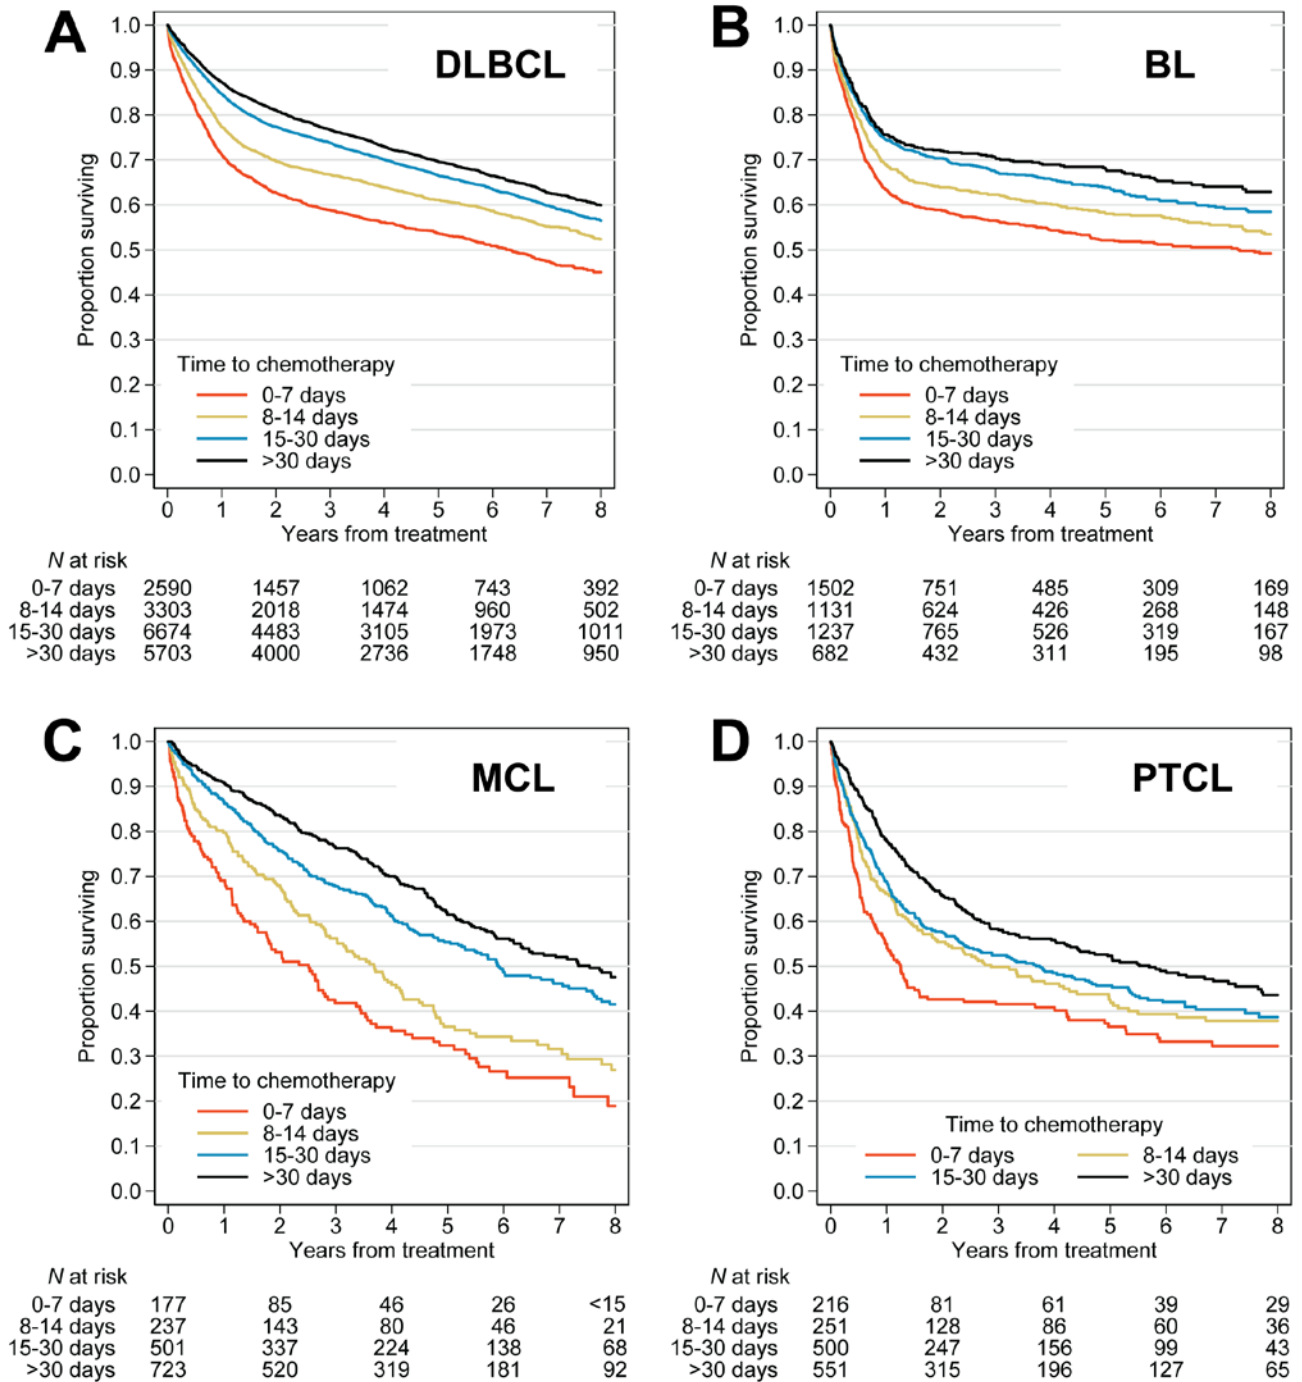 A
DLBCL
Proportion surviving
1.0
0.9
0.8
0.7
0.6
0.5
0.4
0.3
0.2
0.1
0.0
Time to chemotherapy
0-7 days
8-14 days
15-30 days
>30 days
0 1 2 3 4 5 6 7 8
Years from treatment
N at risk
0-7 days 2590 1457 1062 743 392
8-14 days 3303 2018 1474 960 502
15-30 days 6674 4483 3105 1973 1011
>30 days 5703 4000 2736 1748 950
B
BL
Proportion surviving
1.0
0.9
0.8
0.7
0.6
0.5
0.4
0.3
0.2
0.1
0.0
Time to chemotherapy
0-7 days
8-14 days
15-30 days
>30 days
0 1 2 3 4 5 6 7 8
Years from treatment
N at risk
0-7 days 1502 751 485 309 169
8-14 days 1131 624 426 268 148
15-30 days 1237 765 526 319 167
>30 days 682 432 311 195 98
C
MCL
Proportion surviving
1.0
0.9
0.8
0.7
0.6
0.5
0.4
0.3
0.2
0.1
0.0
Time to chemotherapy
0-7 days
8-14 days
15-30 days
>30 days
0 1 2 3 4 5 6 7 8
Years from treatment
N at risk
0-7 days 177 85 46 26 <15
8-14 days 237 143 80 46 21
15-30 days 501 337 224 138 68
>30 days 723 520 319 181 92
D
PTCL
Proportion surviving
1.0
0.9
0.8
0.7
0.6
0.5
0.4
0.3
0.2
0.1
0.0
Time to chemotherapy
0-7 days 8-14 days
15-30 days >30 days
0 1 2 3 4 5 6 7 8
Years from treatment
N at risk
0-7 days 216 81 61 39 29
8-14 days 251 128 86 60 36
15-30 days 500 247 156 99 43
>30 days 551 315 196 127 65